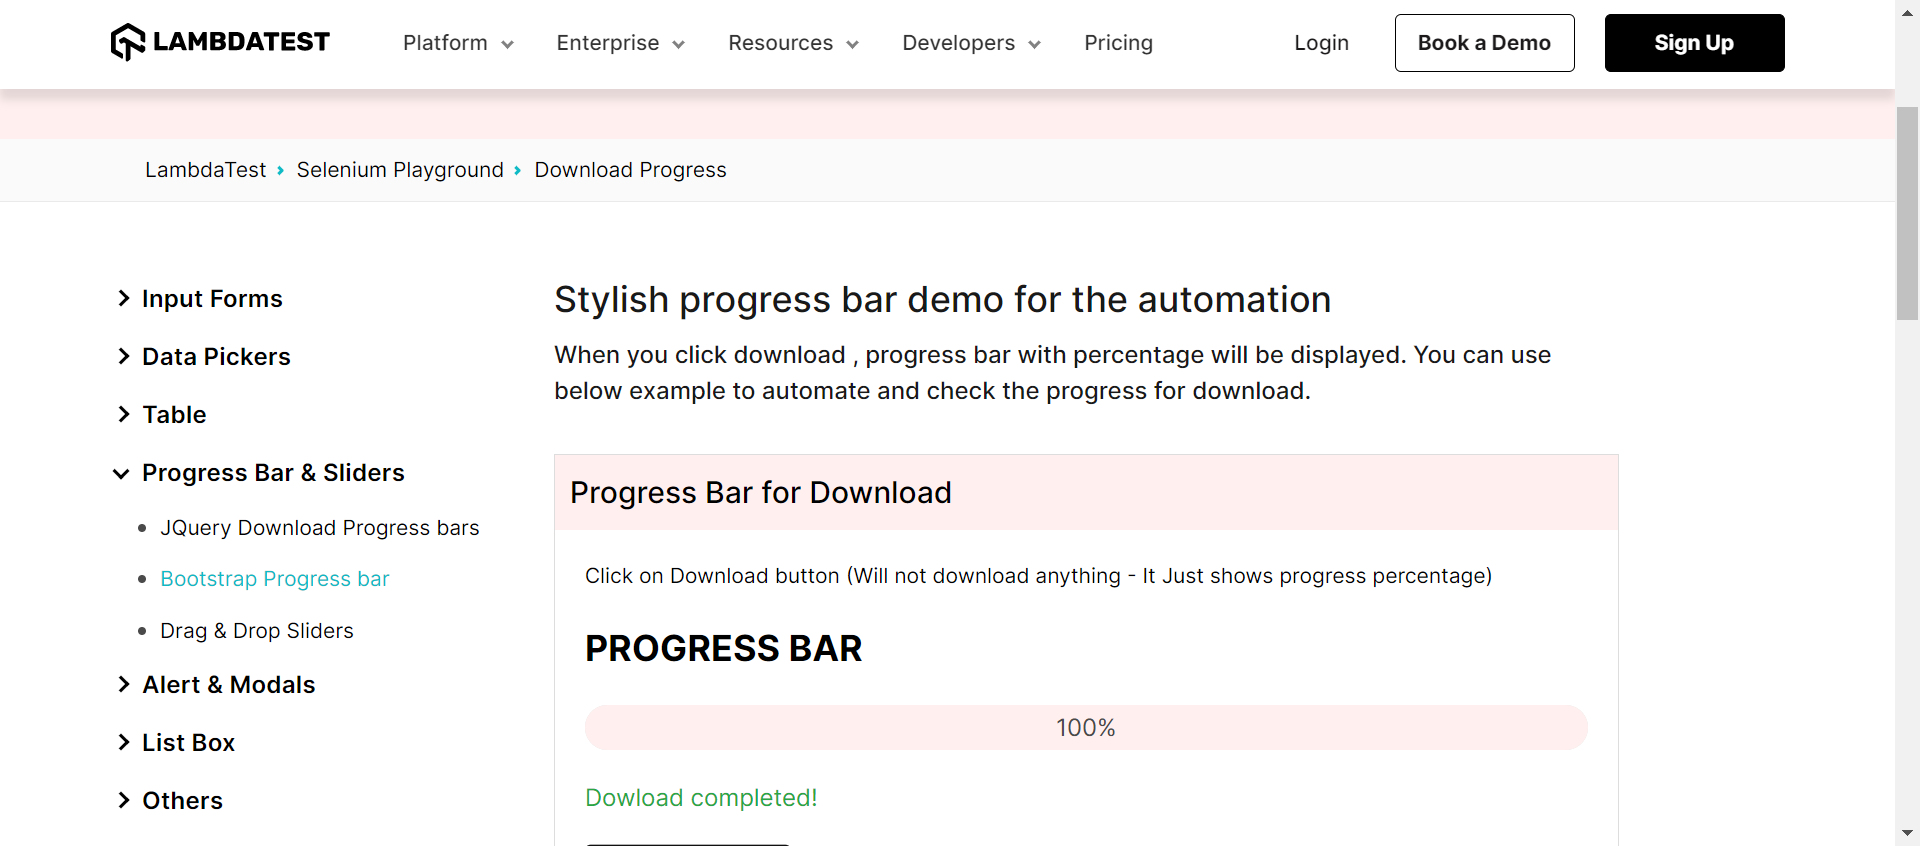 LAMBDATEST Platform Enterprise Resources Developers Pricing Login Book a Demo Sign Up
LambdaTest Selenium Playground Download Progress
Input Forms
Data Pickers
Table
Progress Bar & Sliders
JQuery Download Progress bars
Bootstrap Progress bar
Drag & Drop Sliders
Alert & Modals
List Box
Others
Stylish progress bar demo for the automation
When you click download , progress bar with percentage will be displayed. You can use
below example to automate and check the progress for download.
Progress Bar for Download
Click on Download button (Will not download anything - It Just shows progress percentage)
PROGRESS BAR
100%
Dowload completed!